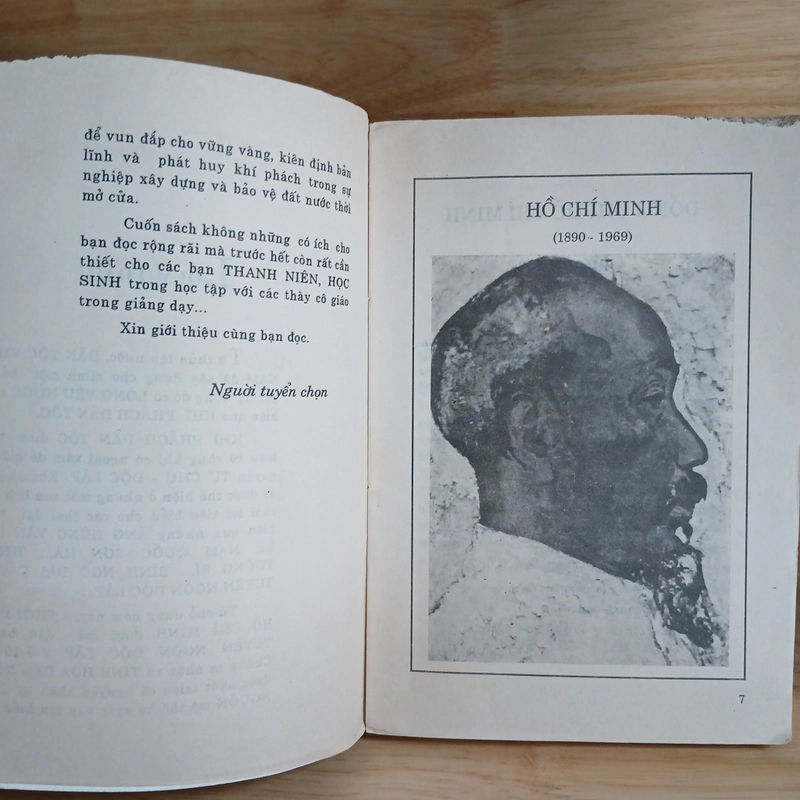 để vun đắp cho vững vàng, kiên định bản
lĩnh và phát huy khí phách trong sự
nghiệp xây dựng và bảo vệ đất nước thời
mở cửa.
Cuốn sách không những có ích cho
bạn đọc rộng rãi mà trước hết còn rất cần
thiết cho các bạn THANH NIÊN, HỌC
SINH trong học tập với các thày cô giáo
trong giảng dạy...
Xin giới thiệu cùng bạn đọc.
Người tuyển chọn
HỒ CHÍ MINH
(1890 - 1969)
7